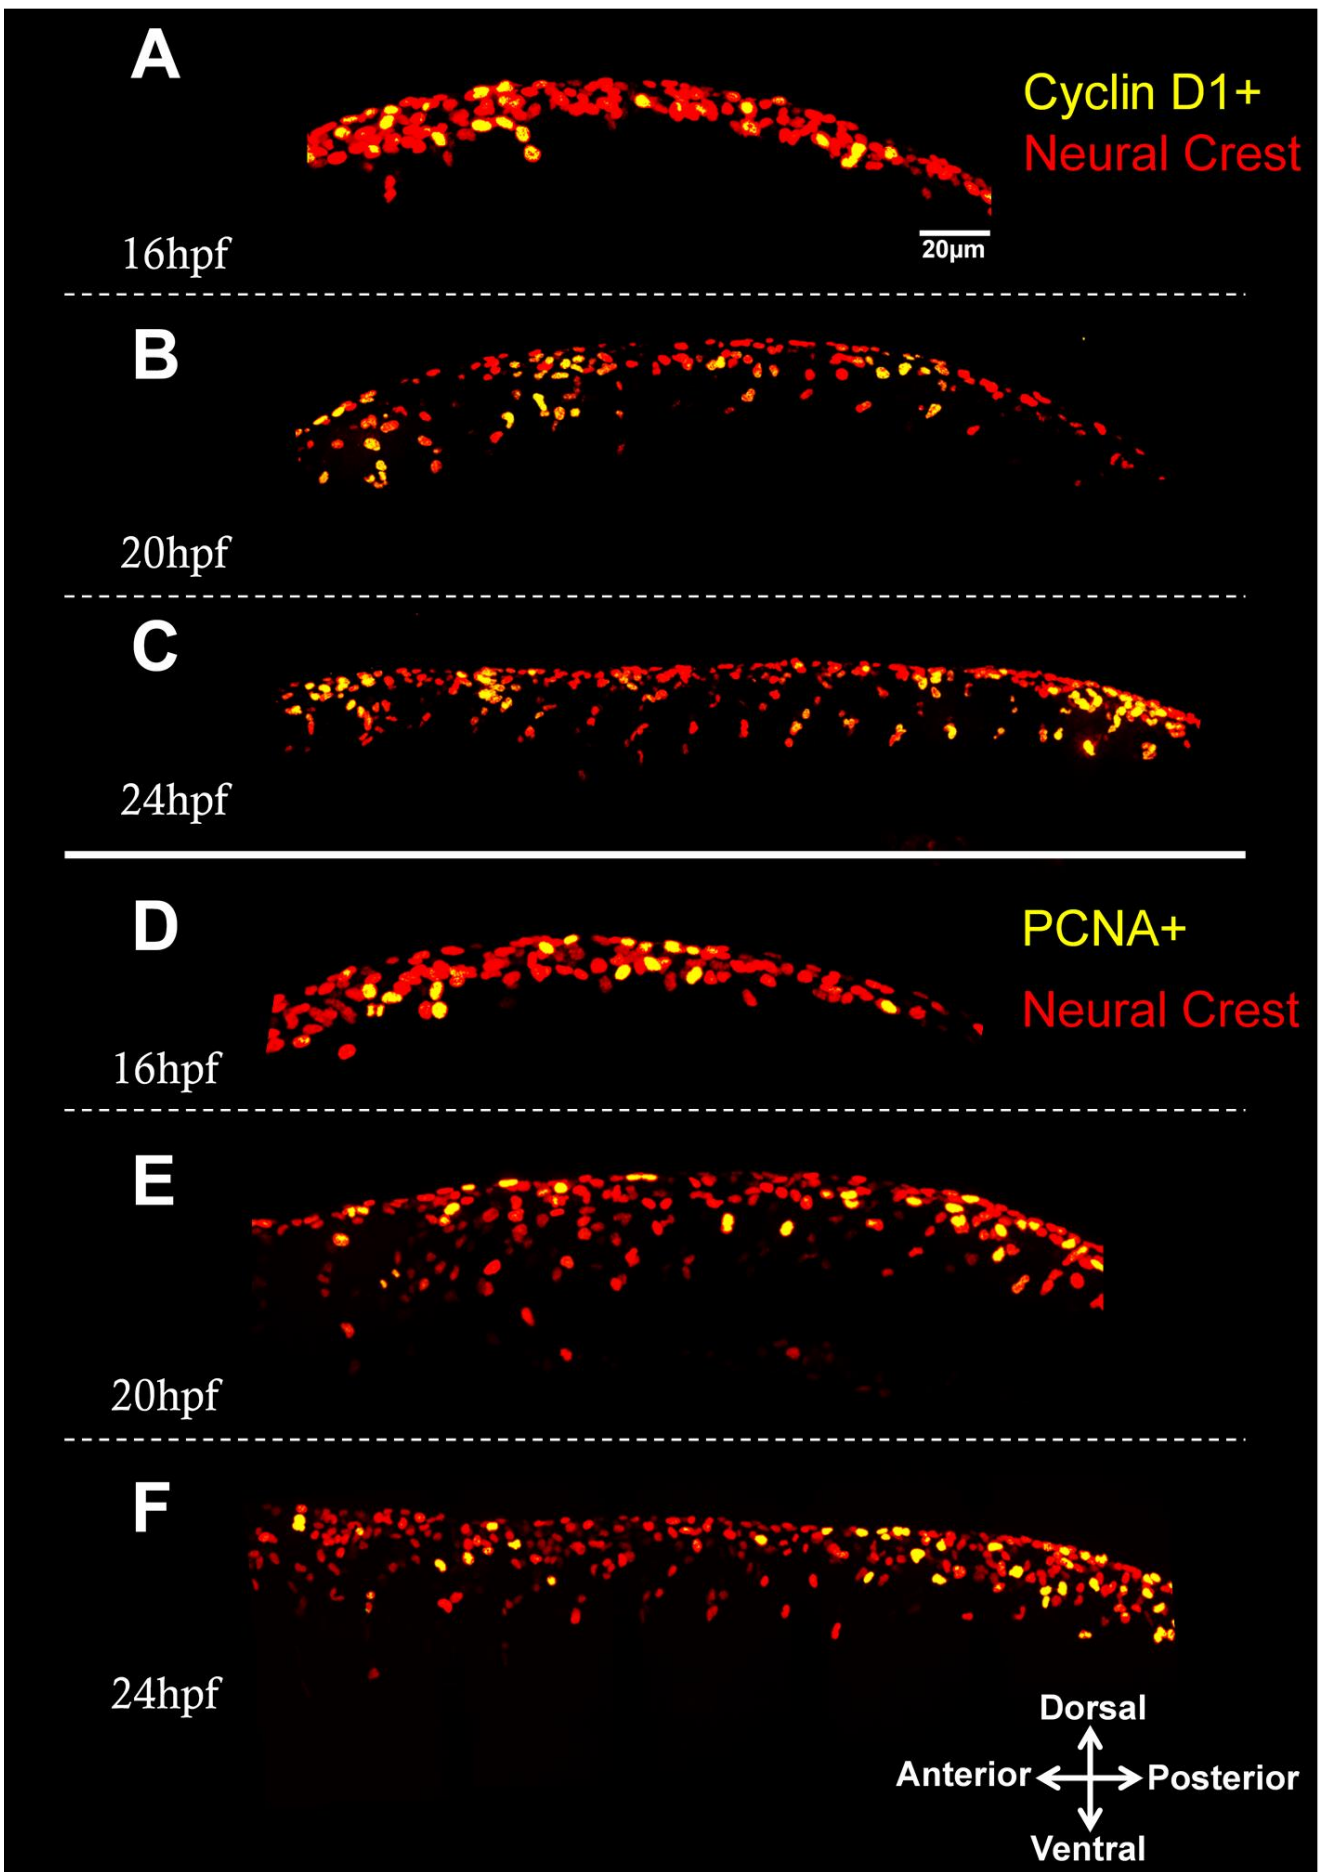 A
Cyclin D1+
Neural Crest
20µm
16hpf
B
20hpf
C
24hpf
D
PCNA+
Neural Crest
16hpf
E
20hpf
F
24hpf
Dorsal
Anterior
Posterior
Ventral